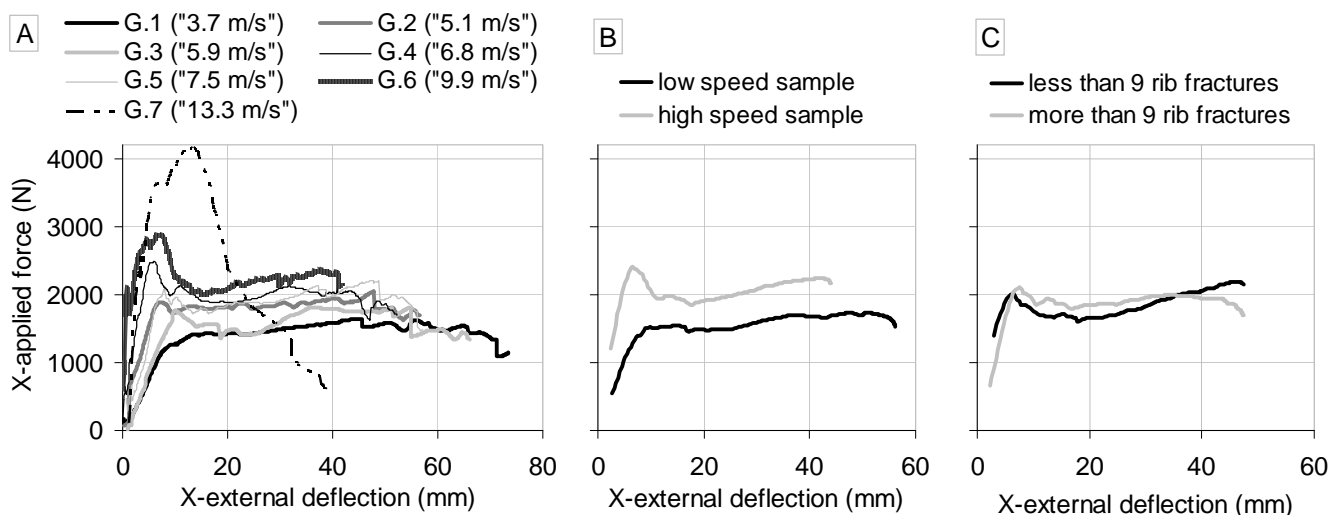 A
G.1 ("3.7 m/s") G.2 ("5.1 m/s")
G.3 ("5.9 m/s") G.4 ("6.8 m/s")
G.5 ("7.5 m/s") G.6 ("9.9 m/s")
G.7 ("13.3 m/s")
X-applied force (N)
4000
3000
2000
1000
0
0 20 40 60 80
X-external deflection (mm)
B
low speed sample
high speed sample
0 20 40 60
X-external deflection (mm)
C
less than 9 rib fractures
more than 9 rib fractures
0 20 40 60
X-external deflection (mm)